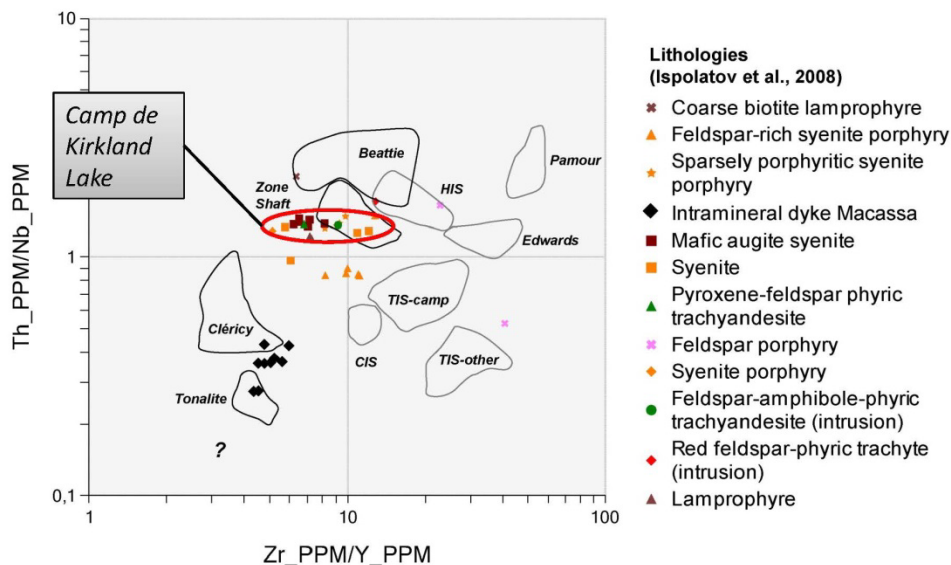 10
Camp de
Kirkland
Lake
Beattie
Pamour
Zone
Shaft
HIS
Edwards
1
TIS-camp
Cléricy
CIS
TIS-other
Tonalite
?
0,1
1
10
100
Th_PPM/Nb_PPM
Zr_PPM/Y_PPM
Lithologies
(Ispolatov et al., 2008)
Coarse biotite lamprophyre
Feldspar-rich syenite porphyry
Sparsely porphyritic syenite
porphyry
Intramineral dyke Macassa
Mafic augite syenite
Syenite
Pyroxene-feldspar phyric
trachyandesite
Feldspar porphyry
Syenite porphyry
Feldspar-amphibole-phyric
trachyandesite (intrusion)
Red feldspar-phyric trachyte
(intrusion)
Lamprophyre